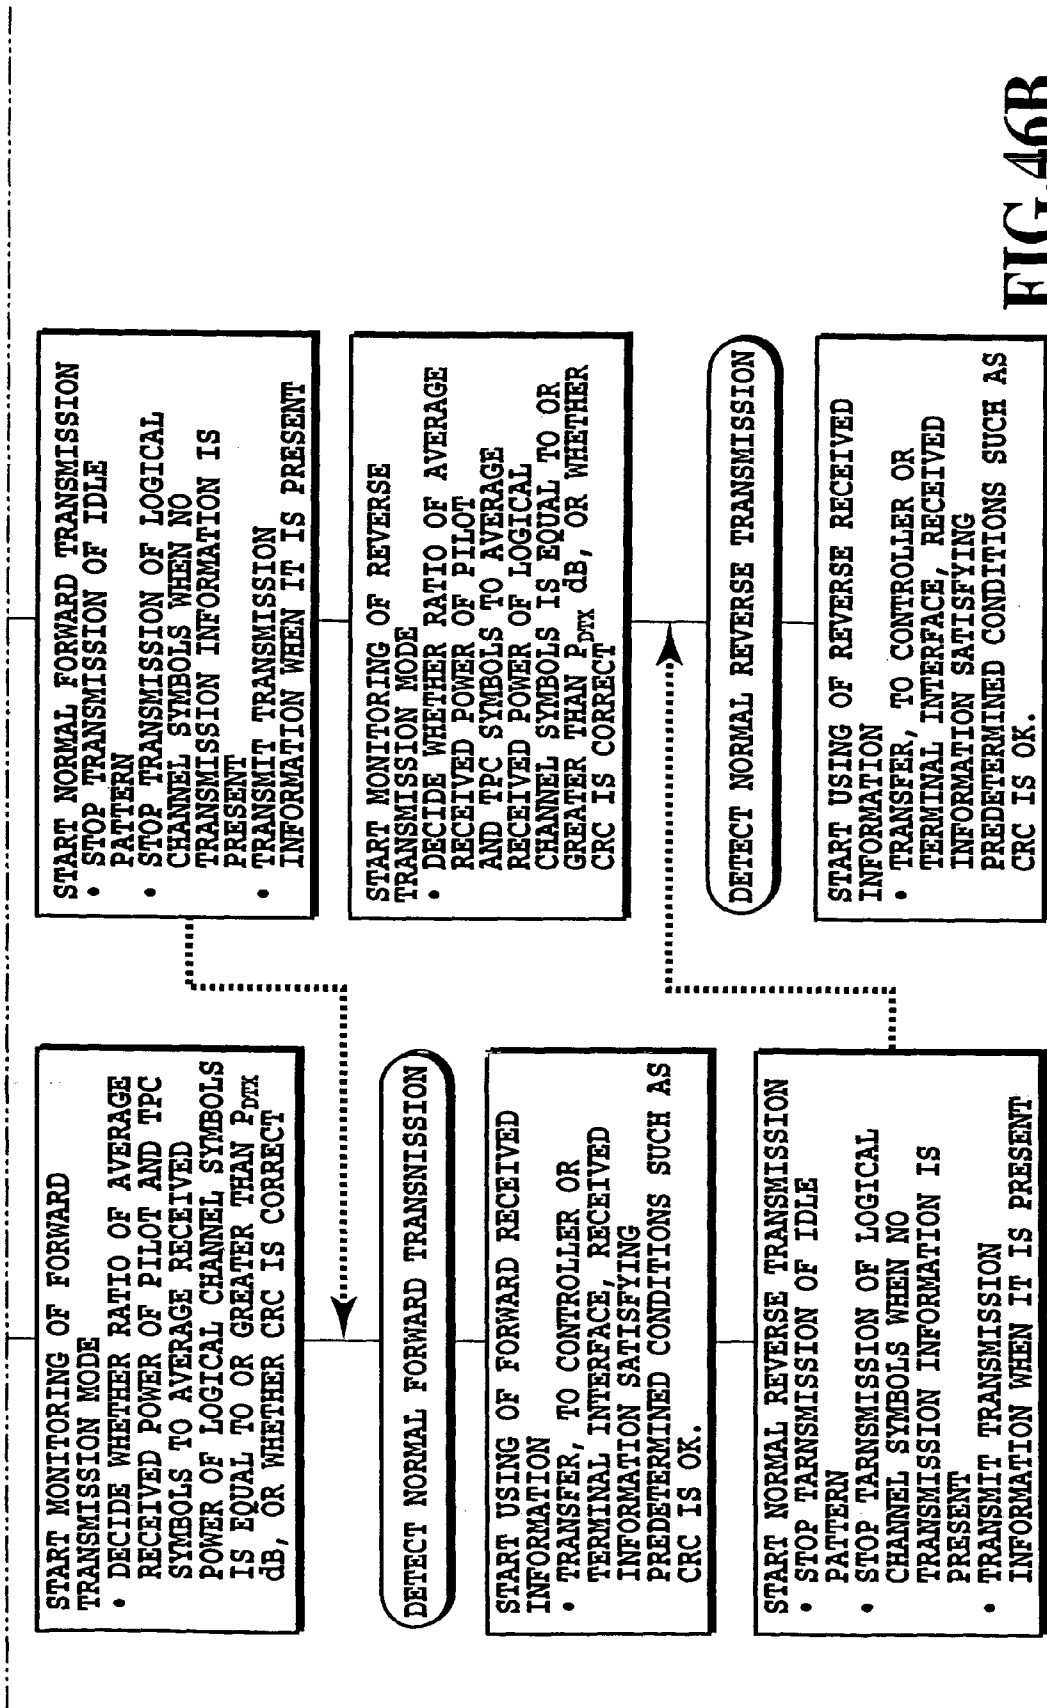 START MONITORING OF FORWARD
TRANSMISSION MODE
• DECIDE WHETHER RATIO OF AVERAGE
RECEIVED POWER OF PILOT AND TPC
SYMBOLS TO AVERAGE RECEIVED
POWER OF LOGICAL CHANNEL SYMBOLS
IS EQUAL TO OR GREATER THAN PDTX
dB, OR WHETHER CRC IS CORRECT
DETECT NORMAL FORWARD TRANSNISSION
START USING OF FORWARD RECEIVED
INFORMATION
• TRANSFER, TO CONTROLLER OR
TERMINAL INTERFACE, RECEIVED
INFORMATION SATISFYING
PREDETERMINED CONDITIONS SUCH AS
CRC IS OK.
START NORMAL REVERSE TRANSMISSION
• STOP TARNSMISSION OF IDLE
PATTERN
• STOP TARNSMISSION OF LOGICAL
CHANNEL SYMBOLS WHEN NO
TRANSMISSION INFORMATION IS
PRESENT
• TRANSMIT TRANSMISSION
INFORMATION WHEN IT IS PRESENT
START NORMAL FORWARD TRANSMISSION
• STOP TRANSMISSION OF IDLE
PATTERN
• STOP TRANSMISSION OF LOGICAL
CHANNEL SYMBOLS WHEN NO
TRANSMISSION INFORMATION IS
PRESENT
• TRANSMIT TRANSMISSION
INFORMATION WHEN IT IS PRESENT
START MONITORING OF REVERSE
TRANSMISSION MODE
• DECIDE WHETHER RATIO OF AVERAGE
RECEIVED POWER OF PILOT
AND TPC SYMBOLS TO AVERAGE
RECEIVED POWER OF LOGICAL
CHANNEL SYMBOLS IS EQUAL TO OR
GREATER THAN PDTX dB, OR WHETHER
CRC IS CORRECT
DETECT NORMAL REVERSE TRANSMISSION
START USING OF REVERSE RECEIVED
INFORMATION
• TRANSFER, TO CONTROLLER OR
TERMINAL INTERFACE, RECEIVED
INFORMATION SATISFYING
PREDETERMINED CONDITIONS SUCH AS
CRC IS OK.
FIG.46B